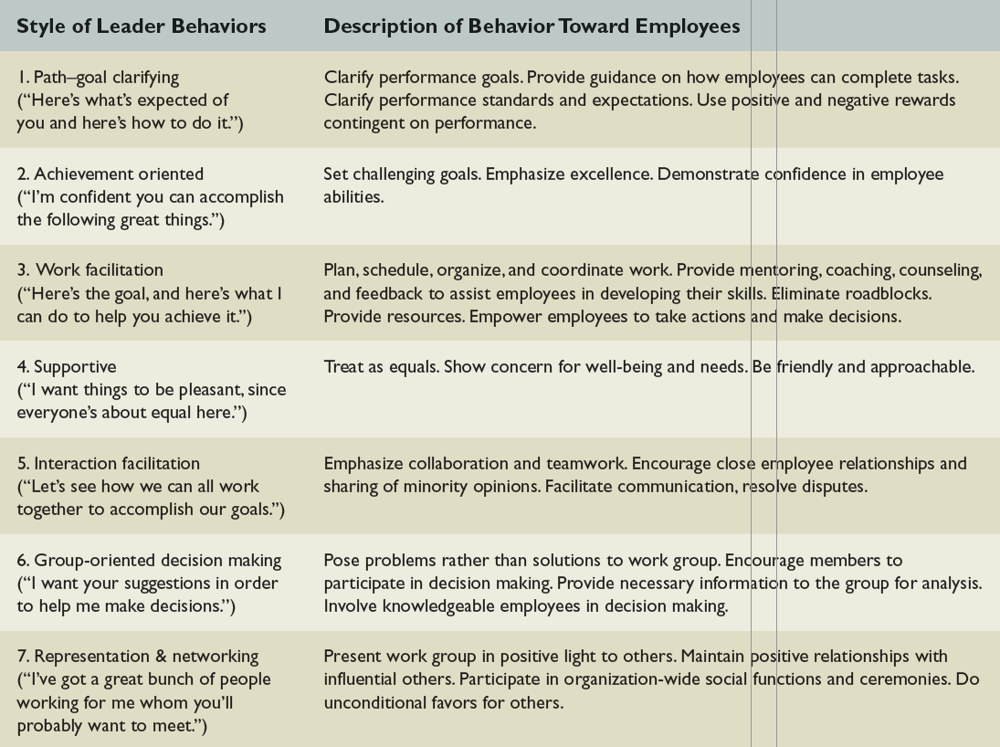 Style of Leader Behaviors
Description of Behavior Toward Employees
1. Path–goal clarifying
(“Here’s what’s expected of
you and here’s how to do it.”)
Clarify performance goals. Provide guidance on how employees can complete tasks.
Clarify performance standards and expectations. Use positive and negative rewards
contingent on performance.
2. Achievement oriented
(“I’m confident you can accomplish
the following great things.”)
Set challenging goals. Emphasize excellence. Demonstrate confidence in employee
abilities.
3. Work facilitation
(“Here’s the goal, and here’s what I
can do to help you achieve it.”)
Plan, schedule, organize, and coordinate work. Provide mentoring, coaching, counseling,
and feedback to assist employees in developing their skills. Eliminate roadblocks.
Provide resources. Empower employees to take actions and make decisions.
4. Supportive
(“I want things to be pleasant, since
everyone’s about equal here.”)
Treat as equals. Show concern for well-being and needs. Be friendly and approachable.
5. Interaction facilitation
(“Let’s see how we can all work
together to accomplish our goals.”)
Emphasize collaboration and teamwork. Encourage close employee relationships and
sharing of minority opinions. Facilitate communication, resolve disputes.
6. Group-oriented decision making
(“I want your suggestions in order
to help me make decisions.”)
Pose problems rather than solutions to work group. Encourage members to
participate in decision making. Provide necessary information to the group for analysis.
Involve knowledgeable employees in decision making.
7. Representation & networking
(“I’ve got a great bunch of people
working for me whom you’ll
probably want to meet.”)
Present work group in positive light to others. Maintain positive relationships with
influential others. Participate in organization-wide social functions and ceremonies. Do
unconditional favors for others.